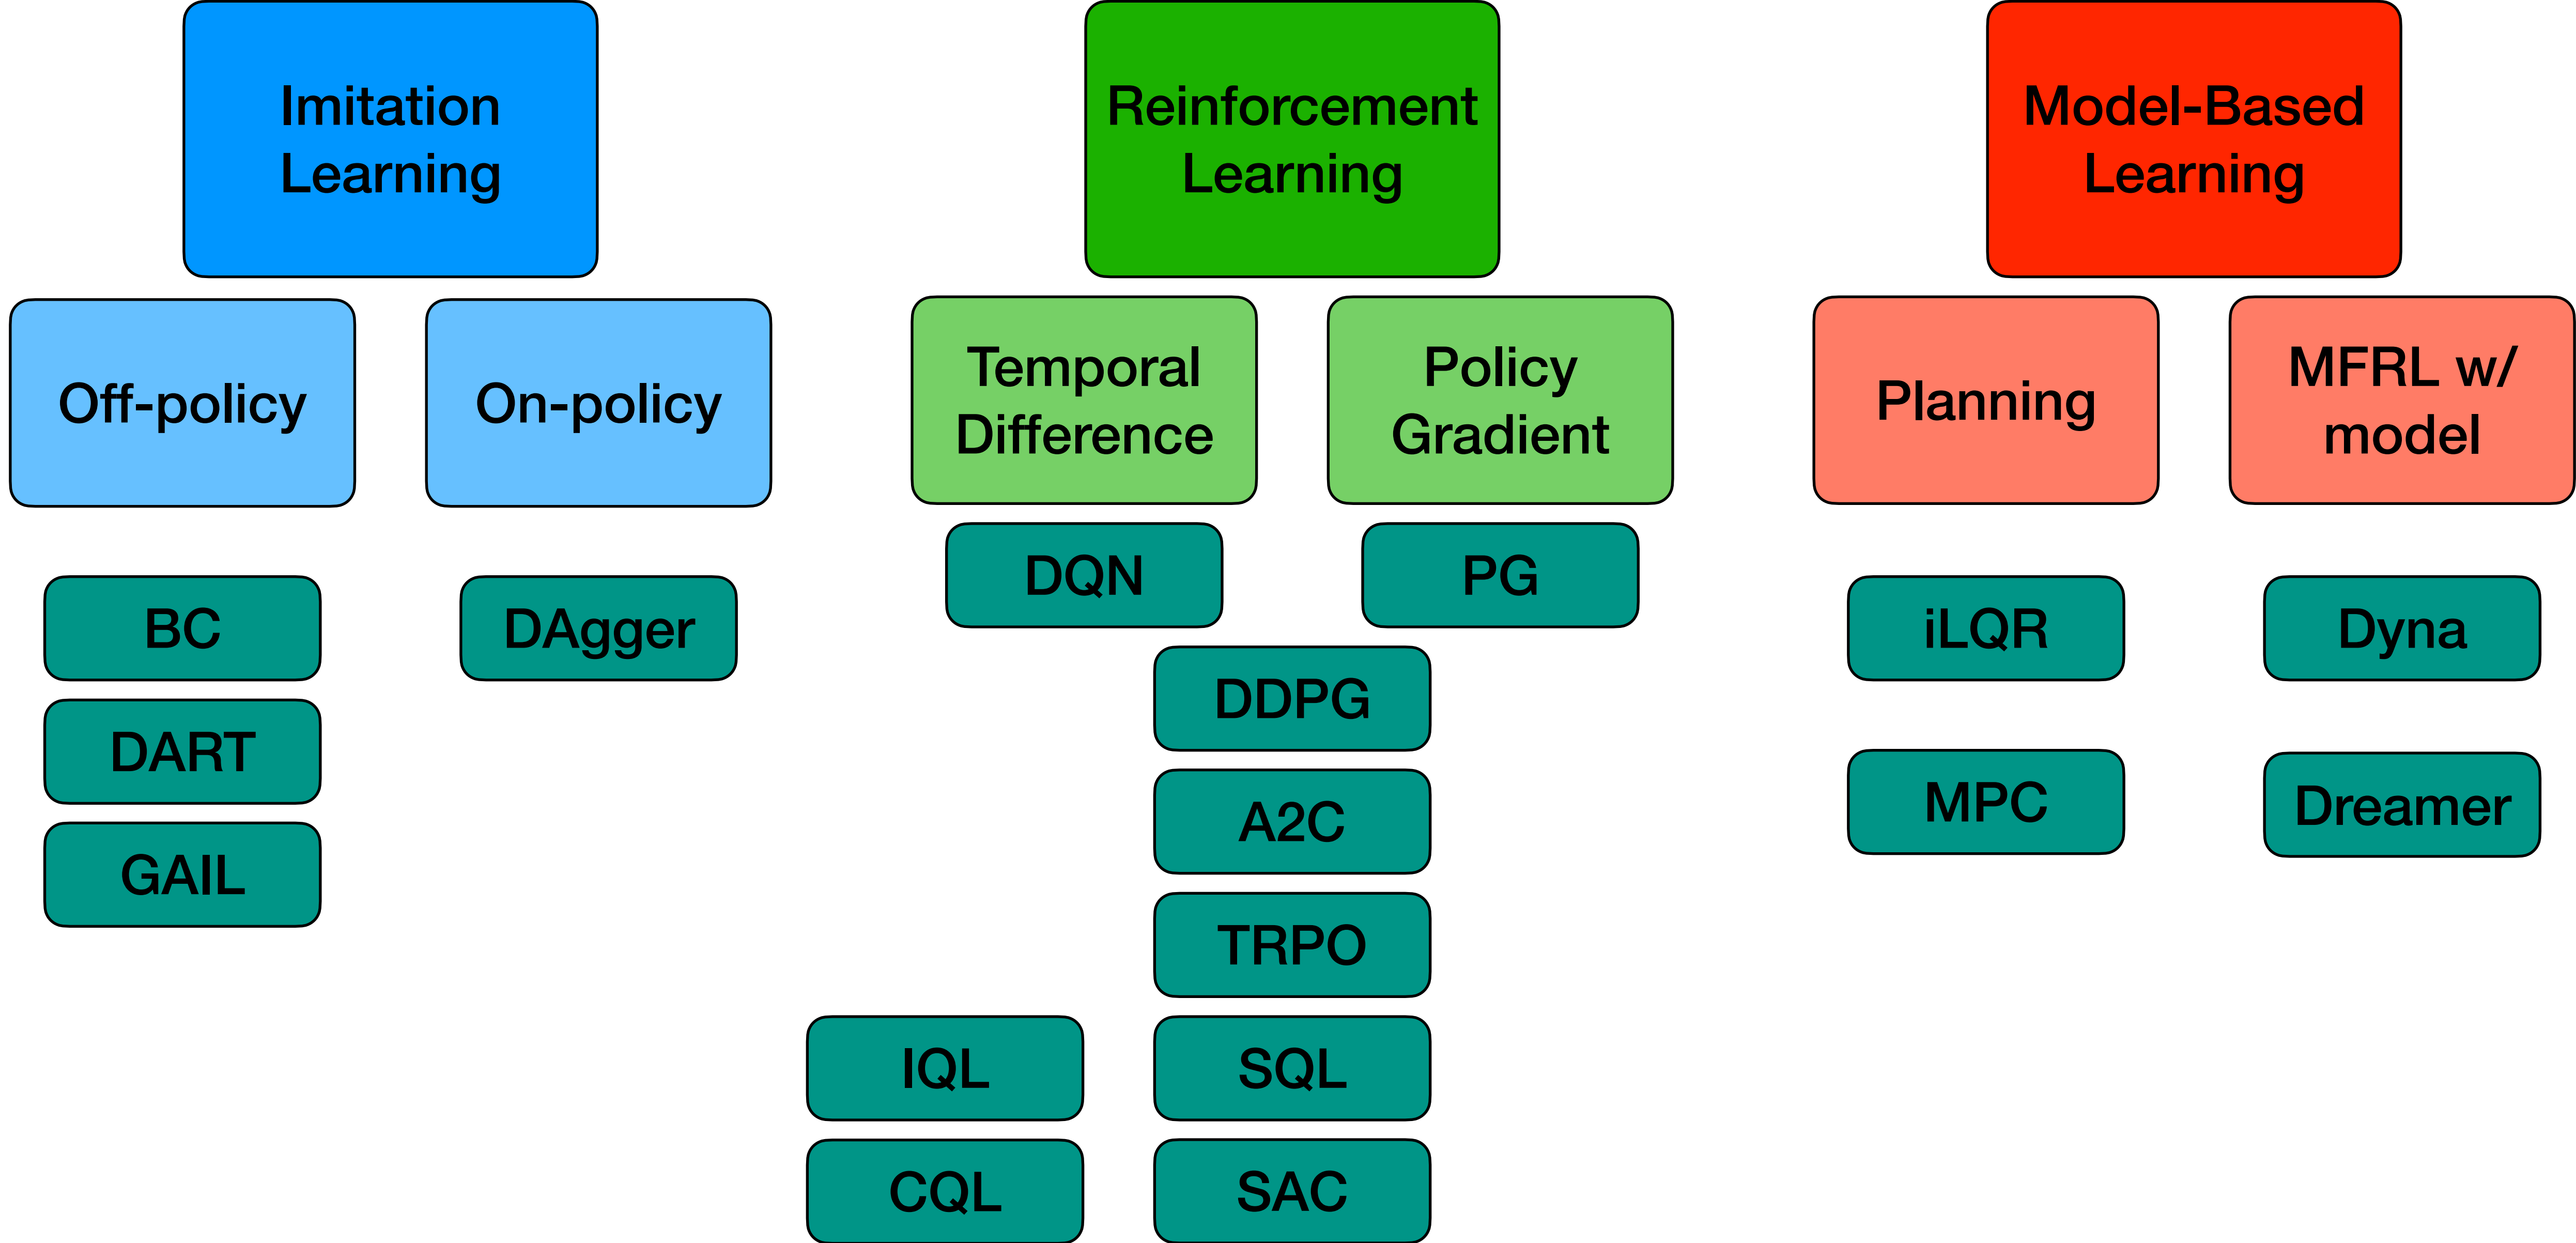 Imitation
Learning
Reinforcement
Learning
Model-Based
Learning
Off-policy
On-policy
Temporal
Difference
Policy
Gradient
Planning
MFRL w/
model
DQN
PG
BC
DAgger
iLQR
Dyna
DDPG
DART
A2C
MPC
Dreamer
GAIL
TRPO
IQL
SQL
CQL
SAC